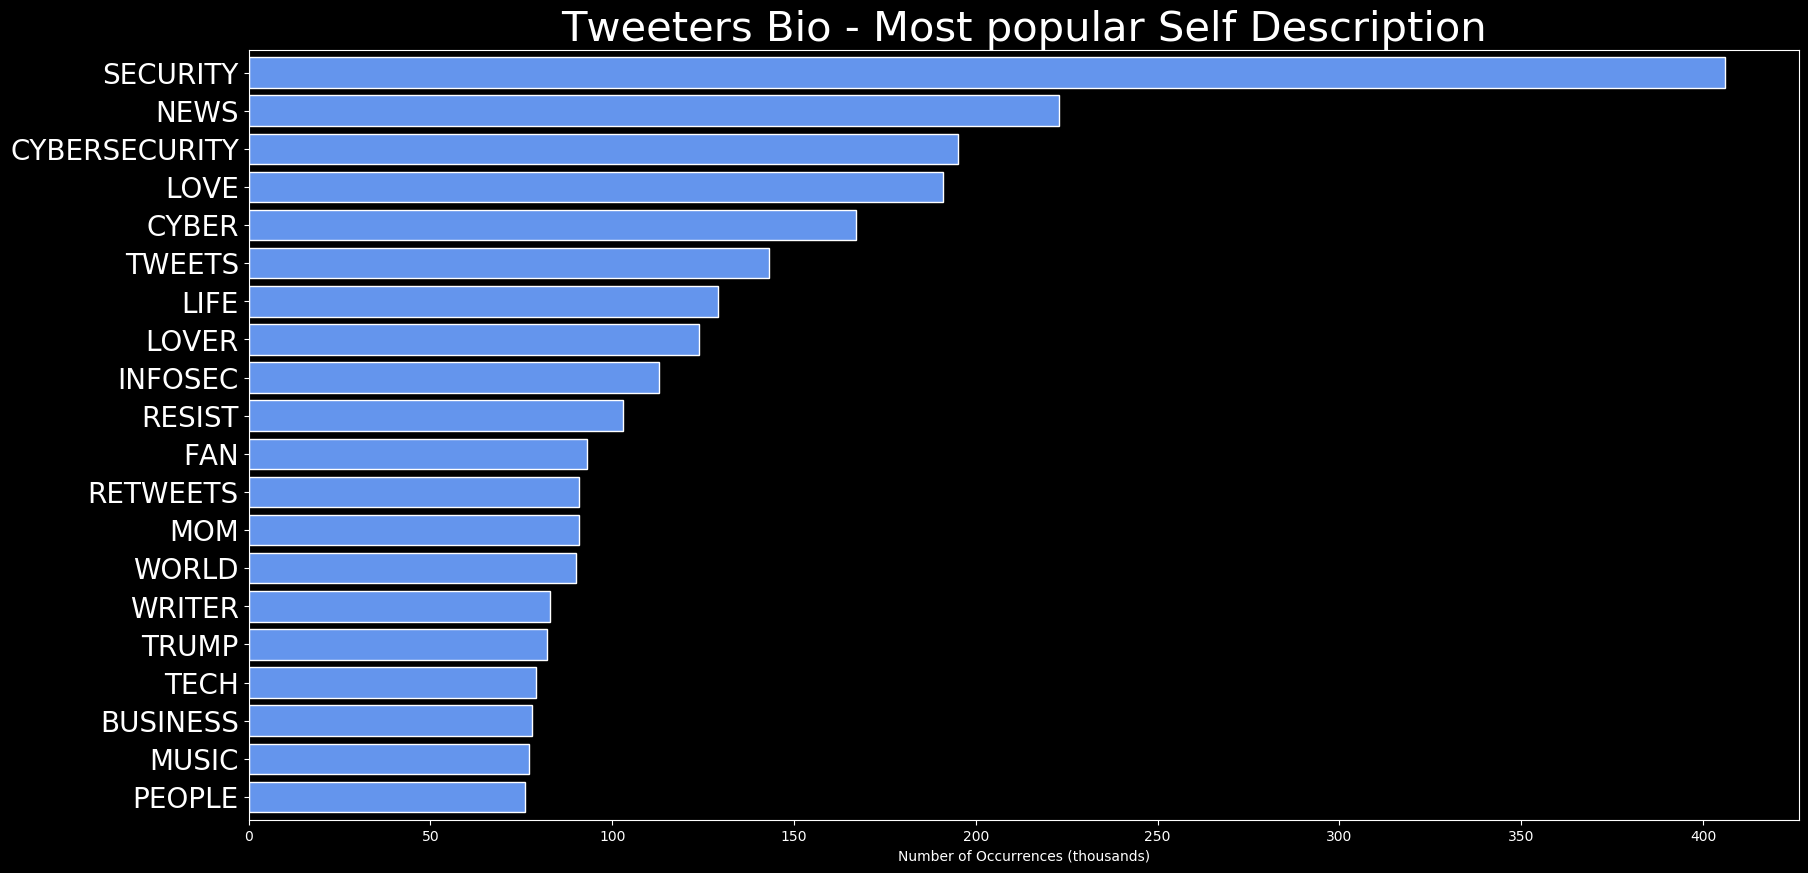 Tweeters Bio - Most popular Self Description
SECURITY
NEWS
CYBERSECURITY
LOVE
CYBER
TWEETS
LIFE
LOVER
INFOSEC
RESIST
FAN
RETWEETS
MOM
WORLD
WRITER
TRUMP
TECH
BUSINESS
MUSIC
PEOPLE
0 50 100 150 200 250 300 350 400
Number of Occurrences (thousands)